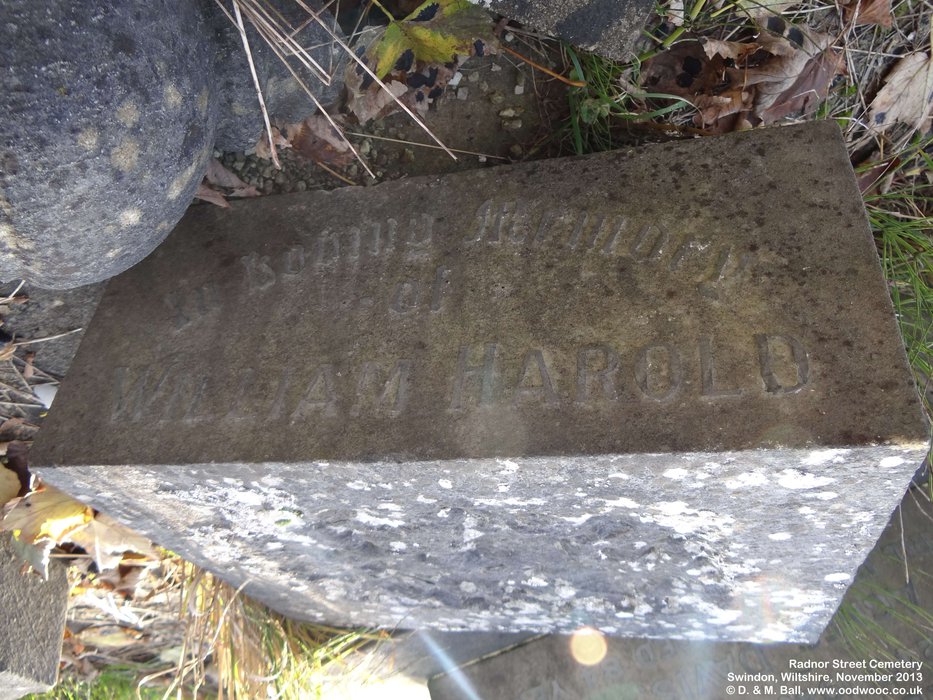 In Loving Memory
of
WILLIAM HAROLD
Radnor Street Cemetery
Swindon, Wiltshire, November 2013
© D. & M. Ball, www.oodwooc.co.uk